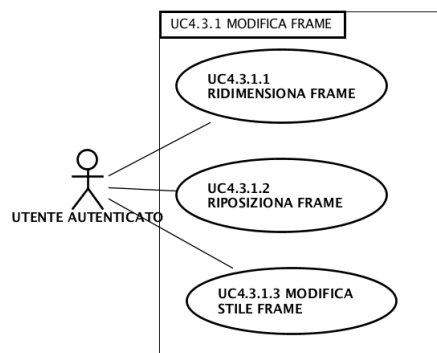 UC4.3.1 MODIFICA FRAME
UC4.3.1.1
RIDIMENSIONA FRAME
UC4.3.1.2
RIPOSIZIONA FRAME
UTENTE AUTENTICATO
UC4.3.1.3 MODIFICA
STILE FRAME